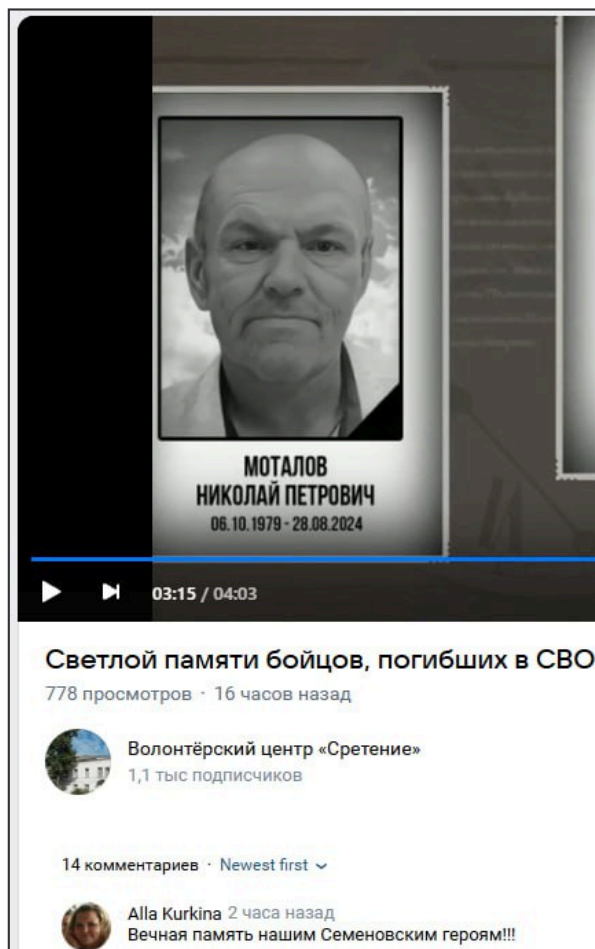 МОТАЛОВ
НИКОЛАЙ ПЕТРОВИЧ
06.10.1979 - 28.08.2024
03:15 / 04:03
Светлой памяти бойцов, погибших в СВО
778 просмотров · 16 часов назад
Волонтёрский центр «Сретение»
1,1 тыс подписчиков
14 комментариев · Newest first
Alla Kurkina 2 часа назад
Вечная память нашим Семеновским героям!!!